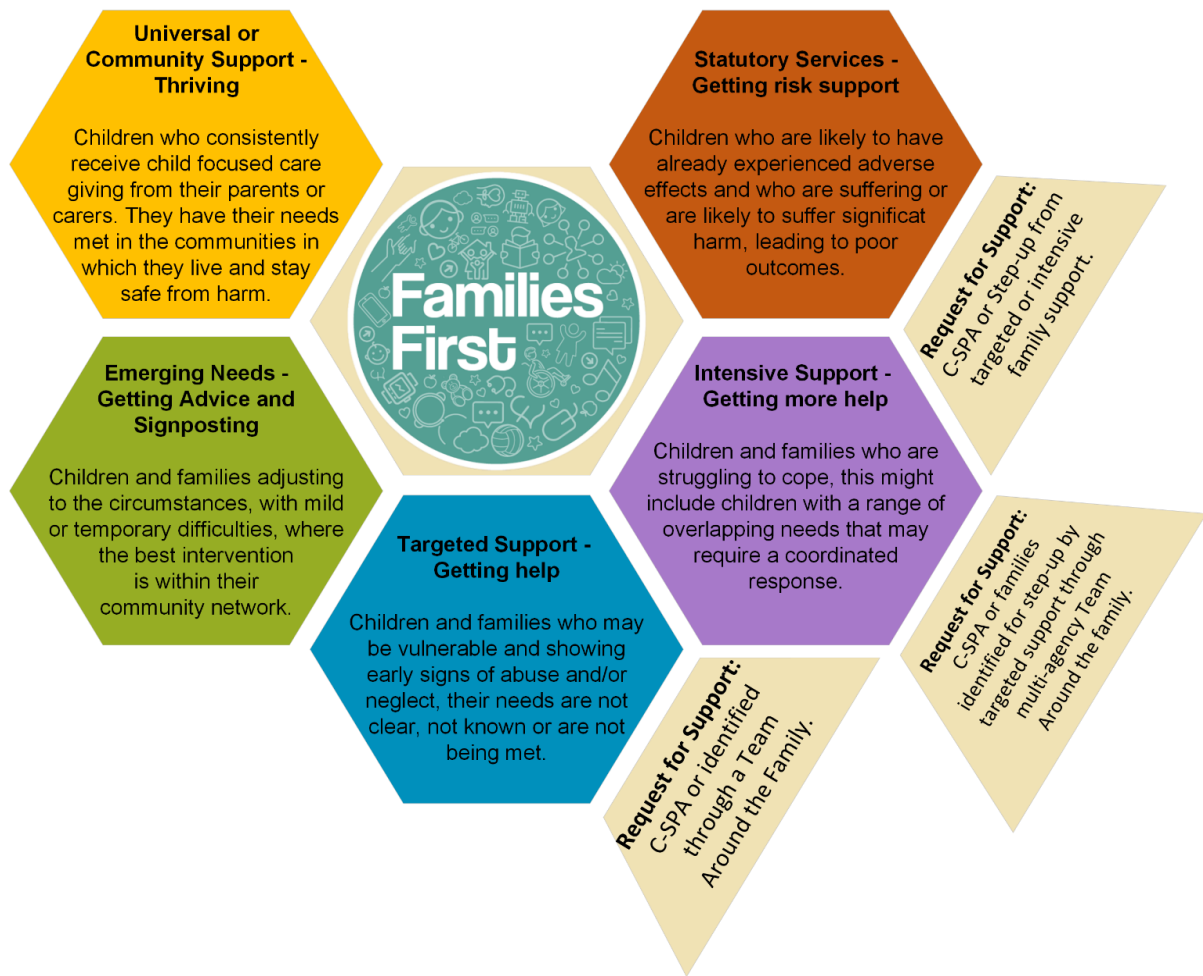 Universal or
Community Support -
Thriving
Children who consistently
receive child focused care
giving from their parents or
carers. They have their needs
met in the communities in
which they live and stay
safe from harm.
Statutory Services -
Getting risk support
Children who are likely to have
already experienced adverse
effects and who are suffering or
are likely to suffer significat
harm, leading to poor
outcomes.
Request for Support:
C-SPA or Step-up from
targeted or intensive
family support.
Families
First
Emerging Needs -
Getting Advice and
Signposting
Children and families adjusting
to the circumstances, with mild
or temporary difficulties, where
the best intervention
is within their
community network.
Intensive Support -
Getting more help
Children and families who are
struggling to cope, this might
include children with a range of
overlapping needs that may
require a coordinated
response.
Request for Support:
C-SPA or families
identified for step-up by
targeted support through
multi-agency Team
Around the family.
Targeted Support -
Getting help
Children and families who may
be vulnerable and showing
early signs of abuse and/or
neglect, their needs are not
clear, not known or are not
being met.
Request for Support:
C-SPA or identified
through a Team
Around the Family.